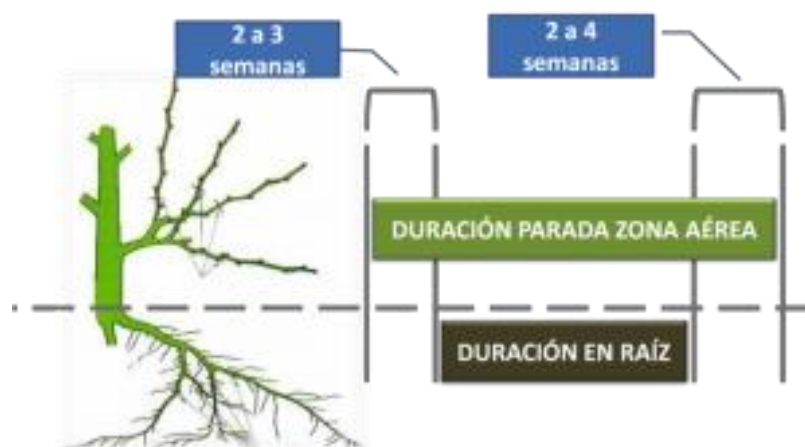 2 a 3
semanas
2 a 4
semanas
DURACIÓN PARADA ZONA AÉREA
DURACIÓN EN RAÍZ